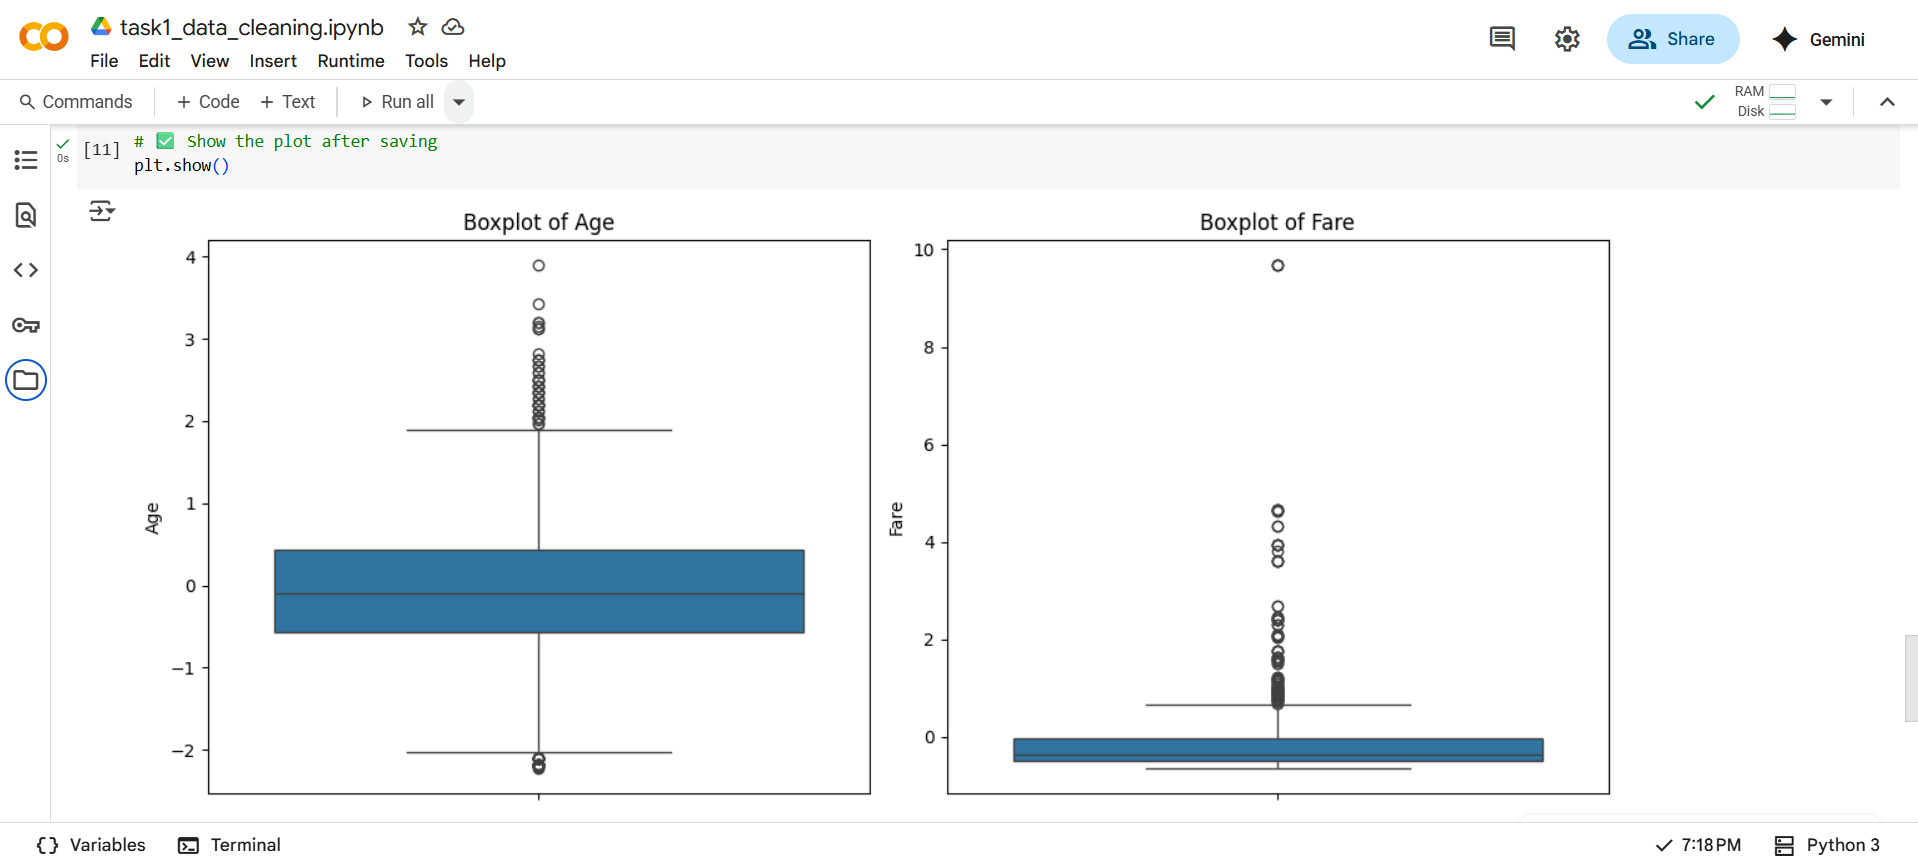 task1_data_cleaning.ipynb
File Edit View Insert Runtime Tools Help
Share
Gemini
Commands + Code + Text Run all
RAM
Disk
[11] # ✅ Show the plot after saving
0s
plt.show()
Boxplot of Age
4
3
2
1
0
−1
−2
Age
Boxplot of Fare
10
8
6
4
2
0
Fare
{} Variables Terminal
7:18 PM Python 3